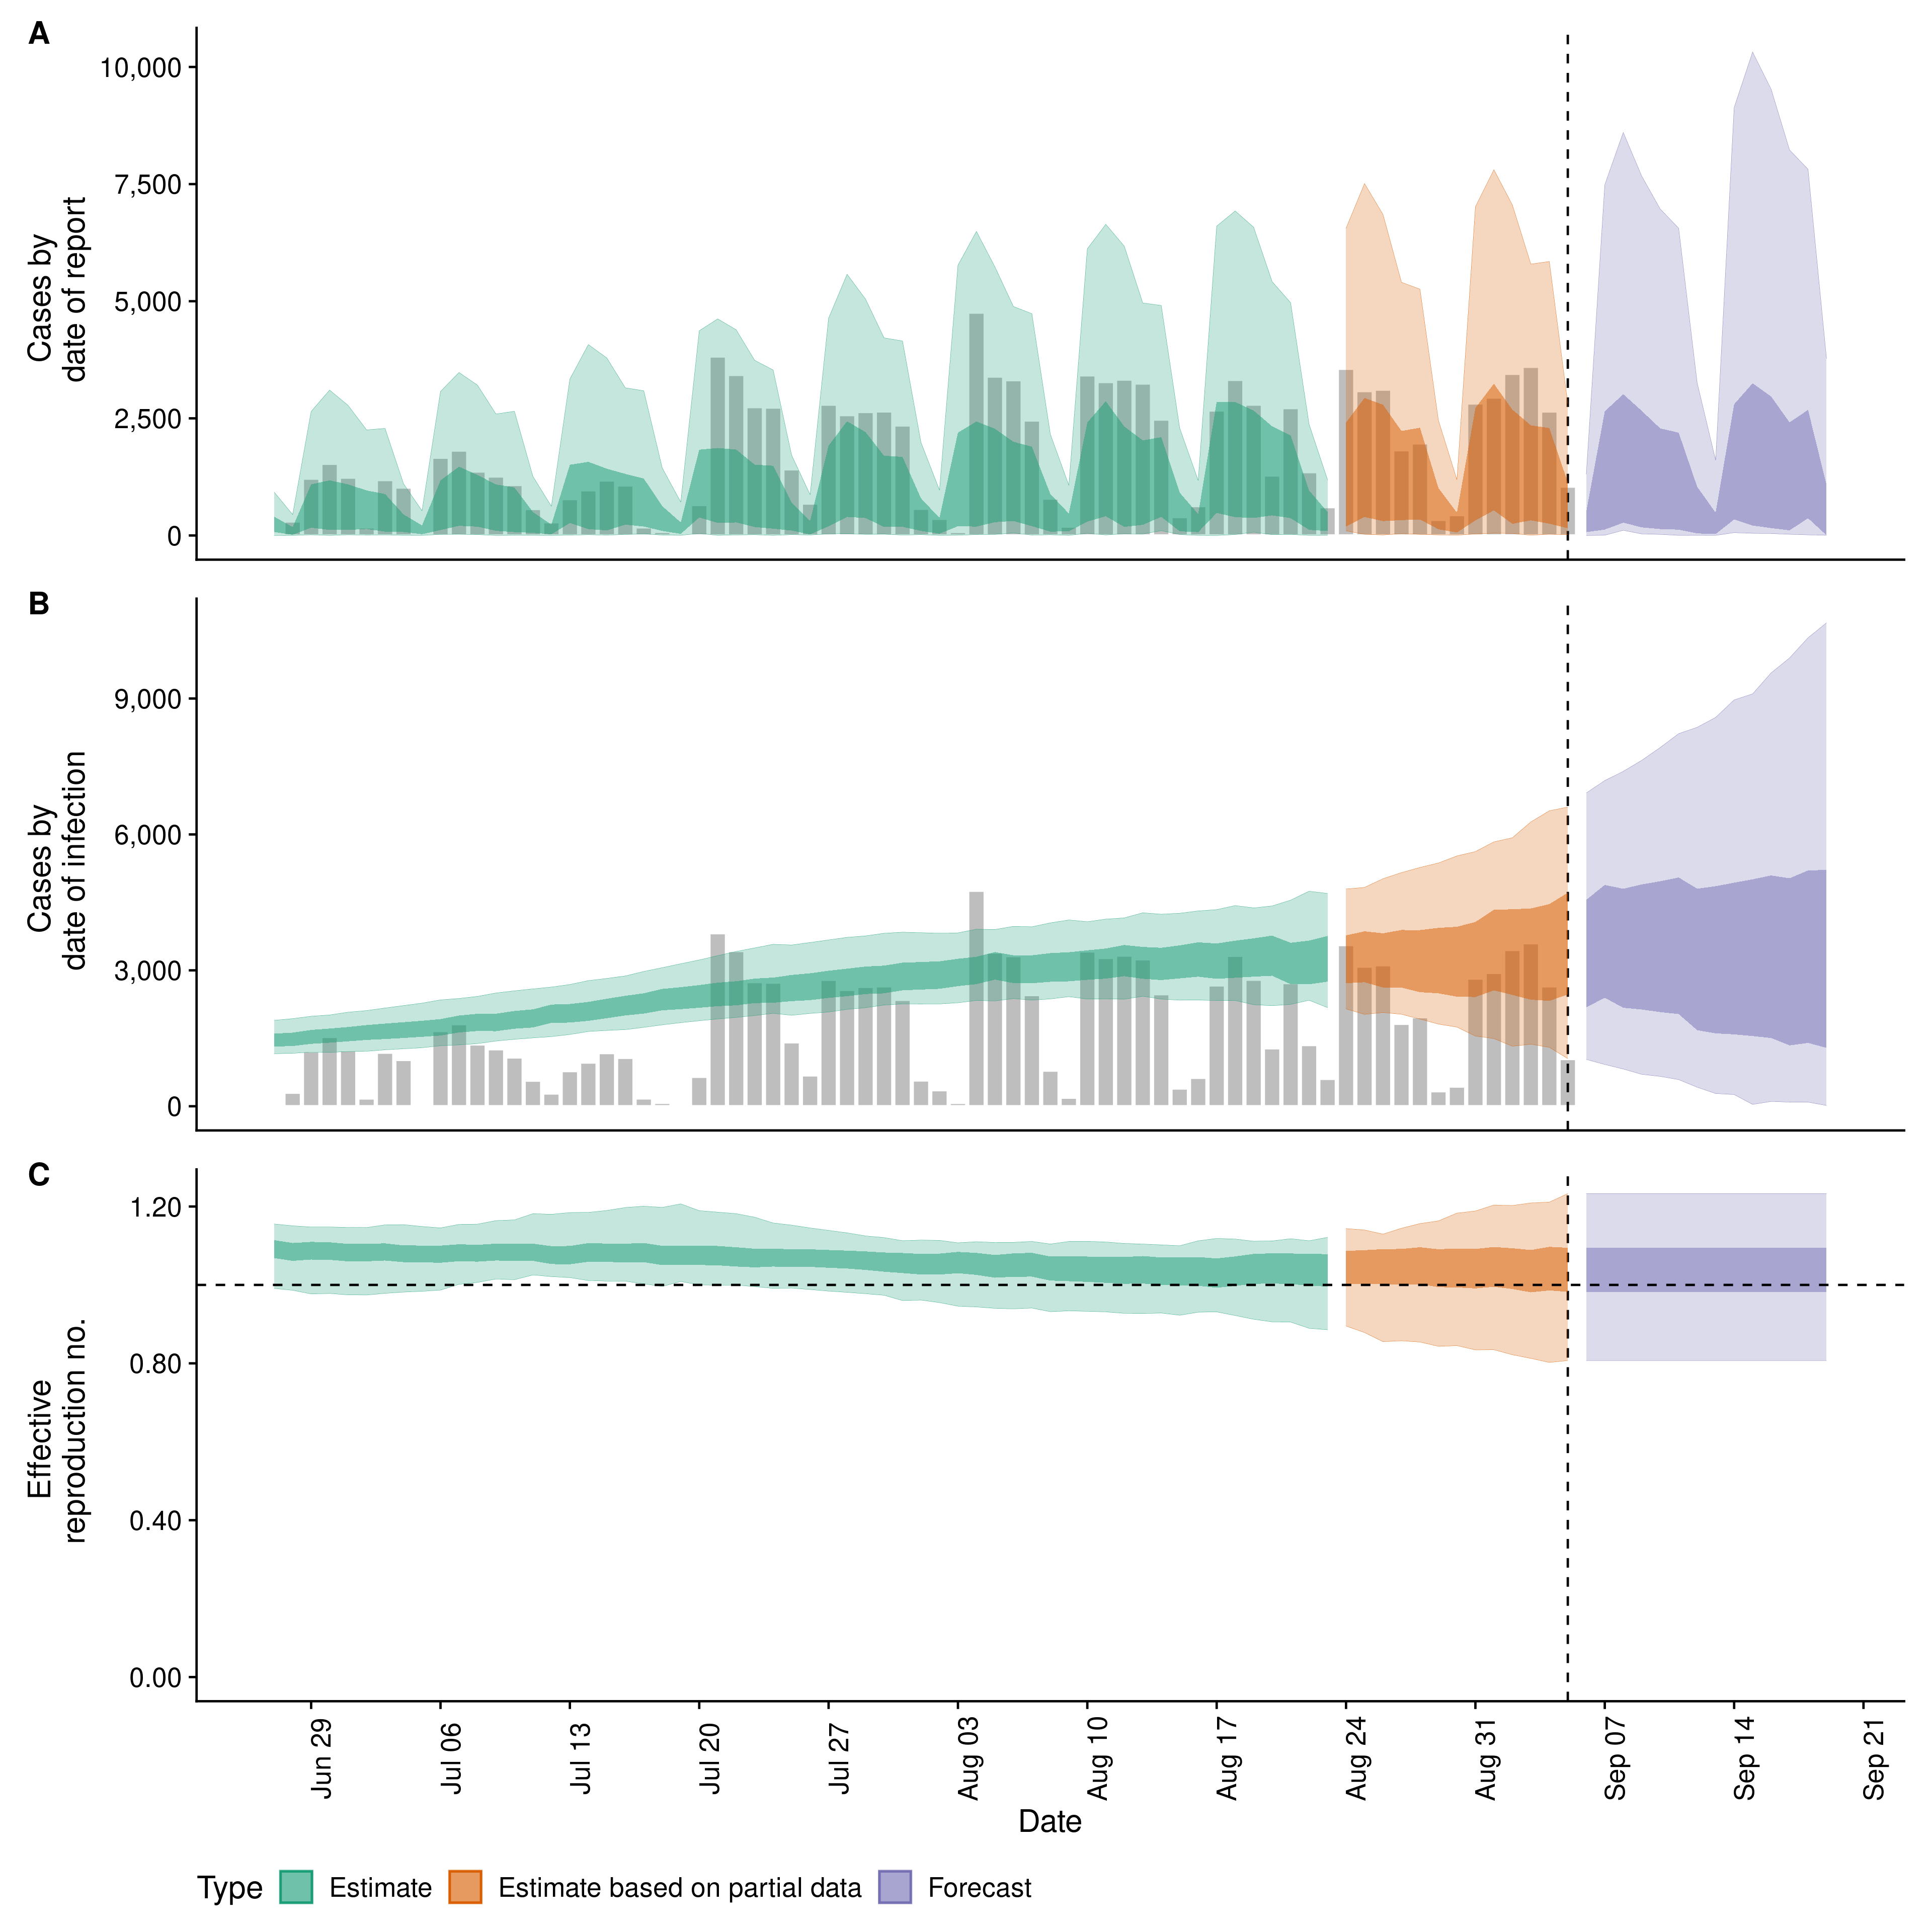 A
Cases by
date of report
10,000
7,500
5,000
2,500
0
B
Cases by
date of infection
9,000
6,000
3,000
0
C
Effective
reproduction no.
1.20
0.80
0.40
0.00
Jun 29
Jul 06
Jul 13
Jul 20
Jul 27
Aug 03
Aug 10
Aug 17
Aug 24
Aug 31
Sep 07
Sep 14
Sep 21
Date
Type Estimate Estimate based on partial data Forecast